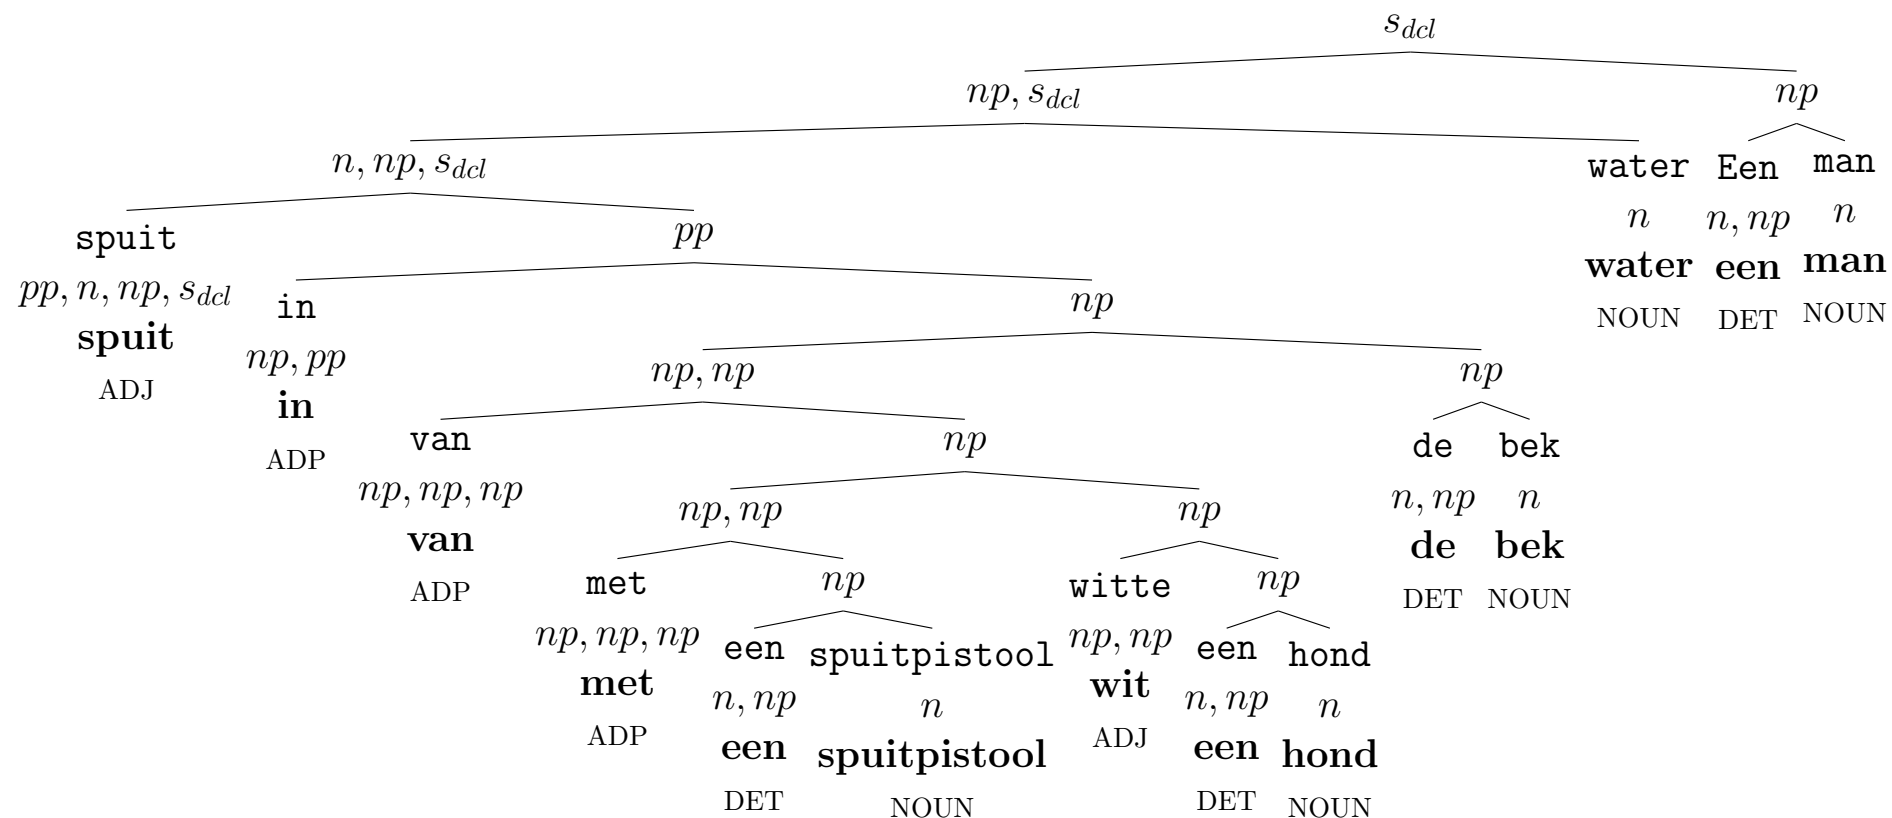 s_dcl
np, s_dcl np
n, np, s_dcl water Een man
spuit pp n n, np n
pp, n, np, s_dcl in np water een man
spuit np, pp NOUN DET NOUN
ADJ in np, np np
ADP van np de bek
np, np, np n, np n
van np, np np de bek
ADP met np witte np DET NOUN
np, np, np een spuitpistool np, np een hond
met n, np n wit n, np n
ADP een spuitpistool ADJ een hond
DET NOUN DET NOUN